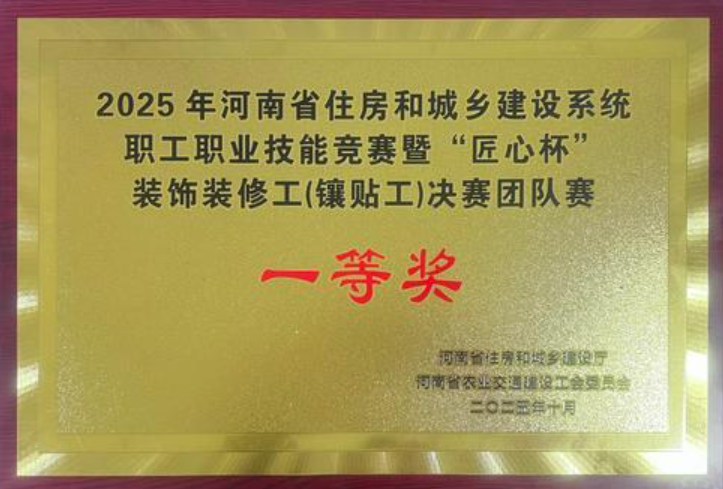 2025年河南省住房和城乡建设系统
职工职业技能竞赛暨“匠心杯”
装饰装修工(镶贴工)决赛团队赛
一等奖
河南省住房和城乡建设厅
河南省农业交通建设工会委员会
二〇二五年十月